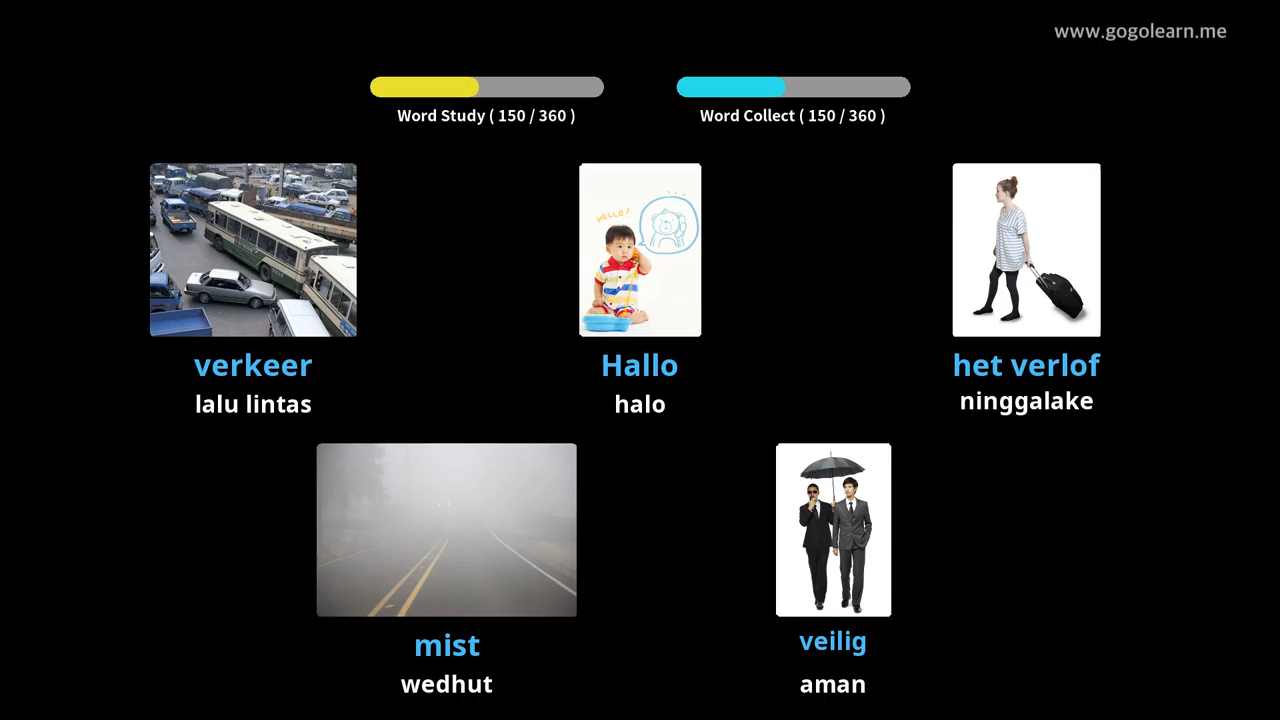 www.gogolearn.me
Word Study ( 150 / 360 )
Word Collect ( 150 / 360 )
HELLO?
verkeer
lalu lintas
Hallo
halo
het verlof
ninggalake
mist
wedhut
veilig
aman